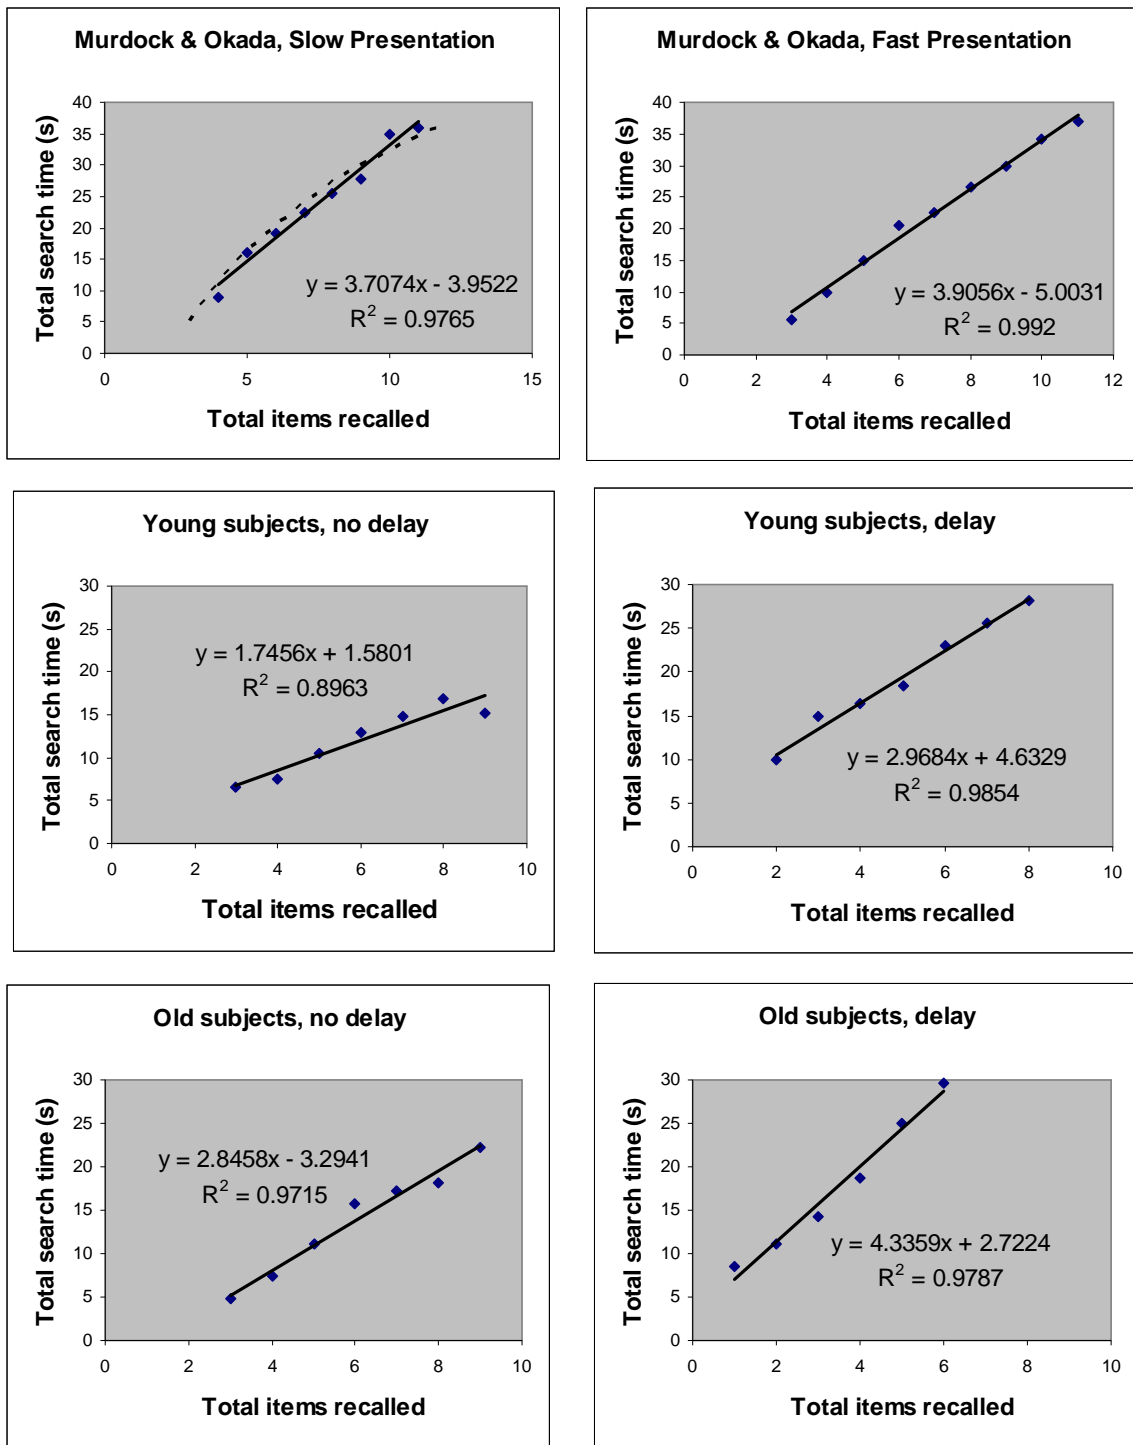 Murdock & Okada, Slow Presentation
Total search time (s)
40
35
30
25
20
15
10
5
0
y = 3.7074x - 3.9522
R² = 0.9765
0 5 10 15
Total items recalled
Murdock & Okada, Fast Presentation
Total search time (s)
40
35
30
25
20
15
10
5
0
y = 3.9056x - 5.0031
R² = 0.992
0 2 4 6 8 10 12
Total items recalled
Young subjects, no delay
Total search time (s)
30
25
20
15
10
5
0
y = 1.7456x + 1.5801
R² = 0.8963
0 2 4 6 8 10
Total items recalled
Young subjects, delay
Total search time (s)
30
25
20
15
10
5
0
y = 2.9684x + 4.6329
R² = 0.9854
0 2 4 6 8 10
Total items recalled
Old subjects, no delay
Total search time (s)
30
25
20
15
10
5
0
y = 2.8458x - 3.2941
R² = 0.9715
0 2 4 6 8 10
Total items recalled
Old subjects, delay
Total search time (s)
30
25
20
15
10
5
0
y = 4.3359x + 2.7224
R² = 0.9787
0 2 4 6 8 10
Total items recalled